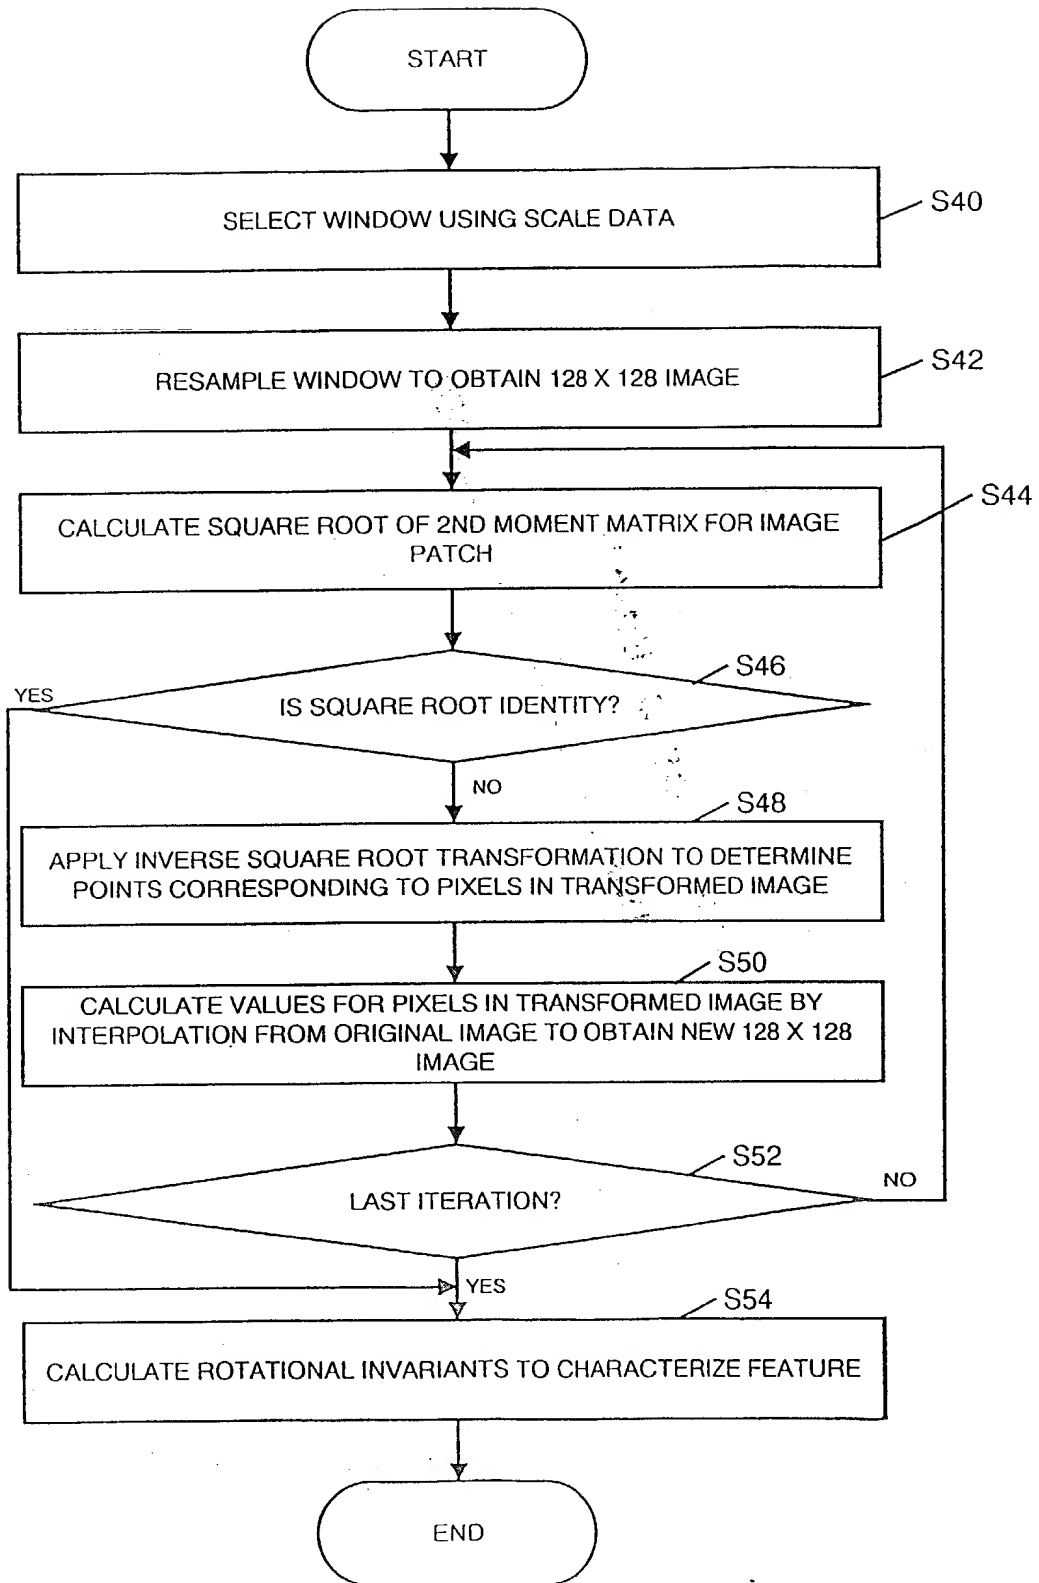 START
SELECT WINDOW USING SCALE DATA
S40
RESAMPLE WINDOW TO OBTAIN 128 X 128 IMAGE
S42
CALCULATE SQUARE ROOT OF 2ND MOMENT MATRIX FOR IMAGE
PATCH
S44
IS SQUARE ROOT IDENTITY?
S46
YES
NO
APPLY INVERSE SQUARE ROOT TRANSFORMATION TO DETERMINE
POINTS CORRESPONDING TO PIXELS IN TRANSFORMED IMAGE
S48
CALCULATE VALUES FOR PIXELS IN TRANSFORMED IMAGE BY
INTERPOLATION FROM ORIGINAL IMAGE TO OBTAIN NEW 128 X 128
IMAGE
S50
LAST ITERATION?
S52
NO
YES
CALCULATE ROTATIONAL INVARIANTS TO CHARACTERIZE FEATURE
S54
END